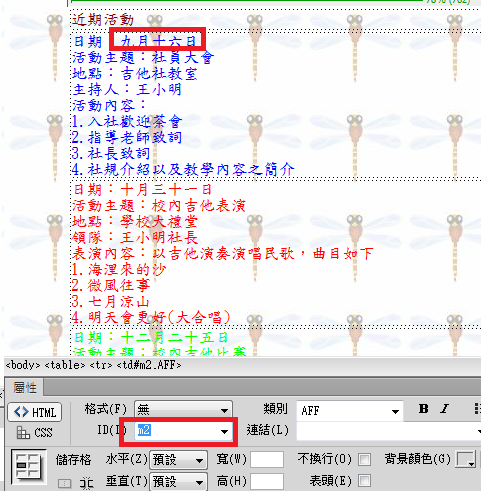 近期活動
日期：九月十六日
活動主題：社員大會
地點：吉他社教室
主持人：王小明
活動內容：
1.入社歡迎茶會
2.指導老師致詞
3.社長致詞
4.社規介紹以及教學內容之簡介
日期：十月三十一日
活動主題：校內吉他表演
地點：學校大禮堂
領隊：王小明社長
表演內容：以吉他演奏演唱民歌，曲目如下
1.海涅來的沙
2.微風往事
3.七月涼山
4.明天會更好(大合唱)
日期：十二月二十五日
活動主題：校內吉他比賽
<body> <table> <tr> <td#m2.AFF>
屬性
<> HTML
格式(F) 無
類別 AFF
B I
CSS
ID(I) m2
連結(L)
儲存格
水平(Z) 預設
寬(W)
不換行(O)
背景顏色(G)
垂直(T) 預設
高(H)
表頭(E)